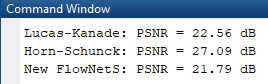 Command Window
Lucas-Kanade: PSNR = 22.56 dB
Horn-Schunck: PSNR = 27.09 dB
New FlowNetS: PSNR = 21.79 dB